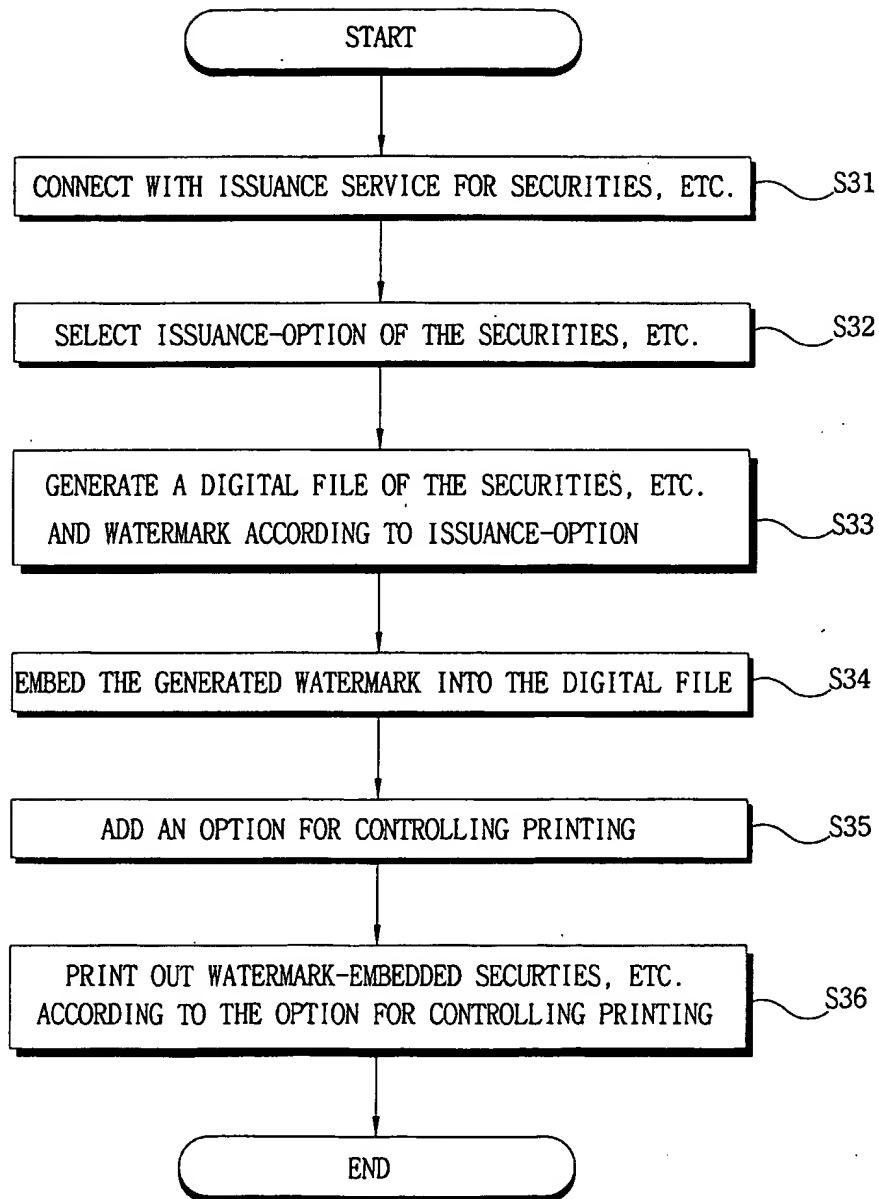 START
CONNECT WITH ISSUANCE SERVICE FOR SECURITIES, ETC.
S31
SELECT ISSUANCE-OPTION OF THE SECURITIES, ETC.
S32
GENERATE A DIGITAL FILE OF THE SECURITIES, ETC.
AND WATERMARK ACCORDING TO ISSUANCE-OPTION
S33
EMBED THE GENERATED WATERMARK INTO THE DIGITAL FILE
S34
ADD AN OPTION FOR CONTROLLING PRINTING
S35
PRINT OUT WATERMARK-EMBEDDED SECURTIES, ETC.
ACCORDING TO THE OPTION FOR CONTROLLING PRINTING
S36
END